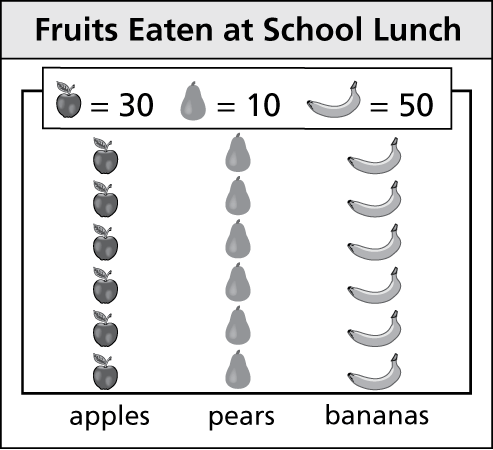 Fruits Eaten at School Lunch
= 30 = 10 = 50
apples pears bananas